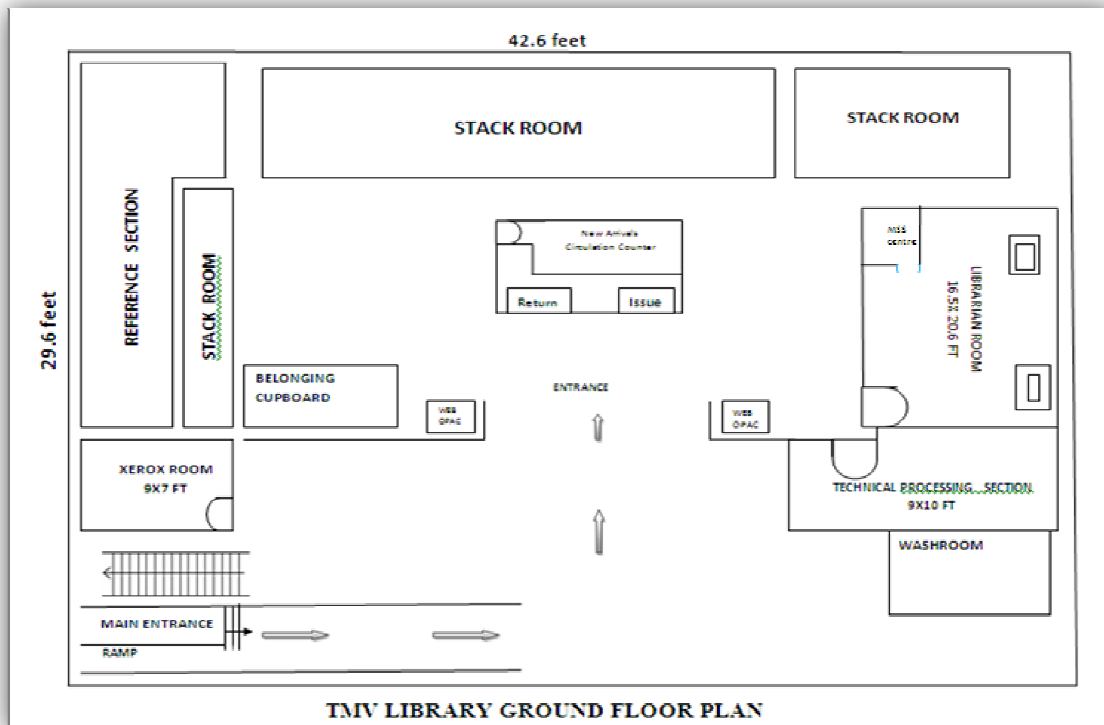 42.6 feet
STACK ROOM
STACK ROOM
REFERENCE SECTION
STACK ROOM
29.6 feet
New Arrivals
Circulation Counter
Return
Issue
MSS
centre
LIBRARIAN ROOM
16.5X 20.6 FT
BELONGING
CUPBOARD
ENTRANCE
WEB
OPAC
WEB
OPAC
XEROX ROOM
9X7 FT
TECHNICAL PROCESSING SECTION
9X10 FT
WASHROOM
MAIN ENTRANCE
RAMP
TMV LIBRARY GROUND FLOOR PLAN